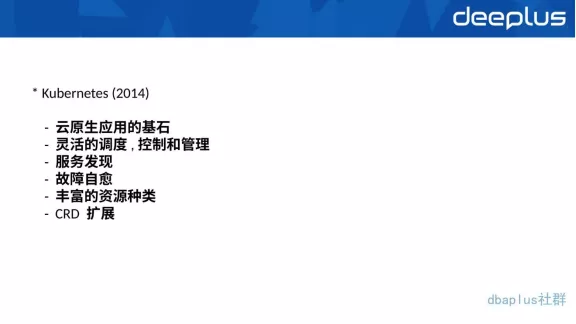 deeplus
* Kubernetes (2014)
- 云原生应用的基石
- 灵活的调度 , 控制和管理
- 服务发现
- 故障自愈
- 丰富的资源种类
- CRD 扩展
dbaplus社群